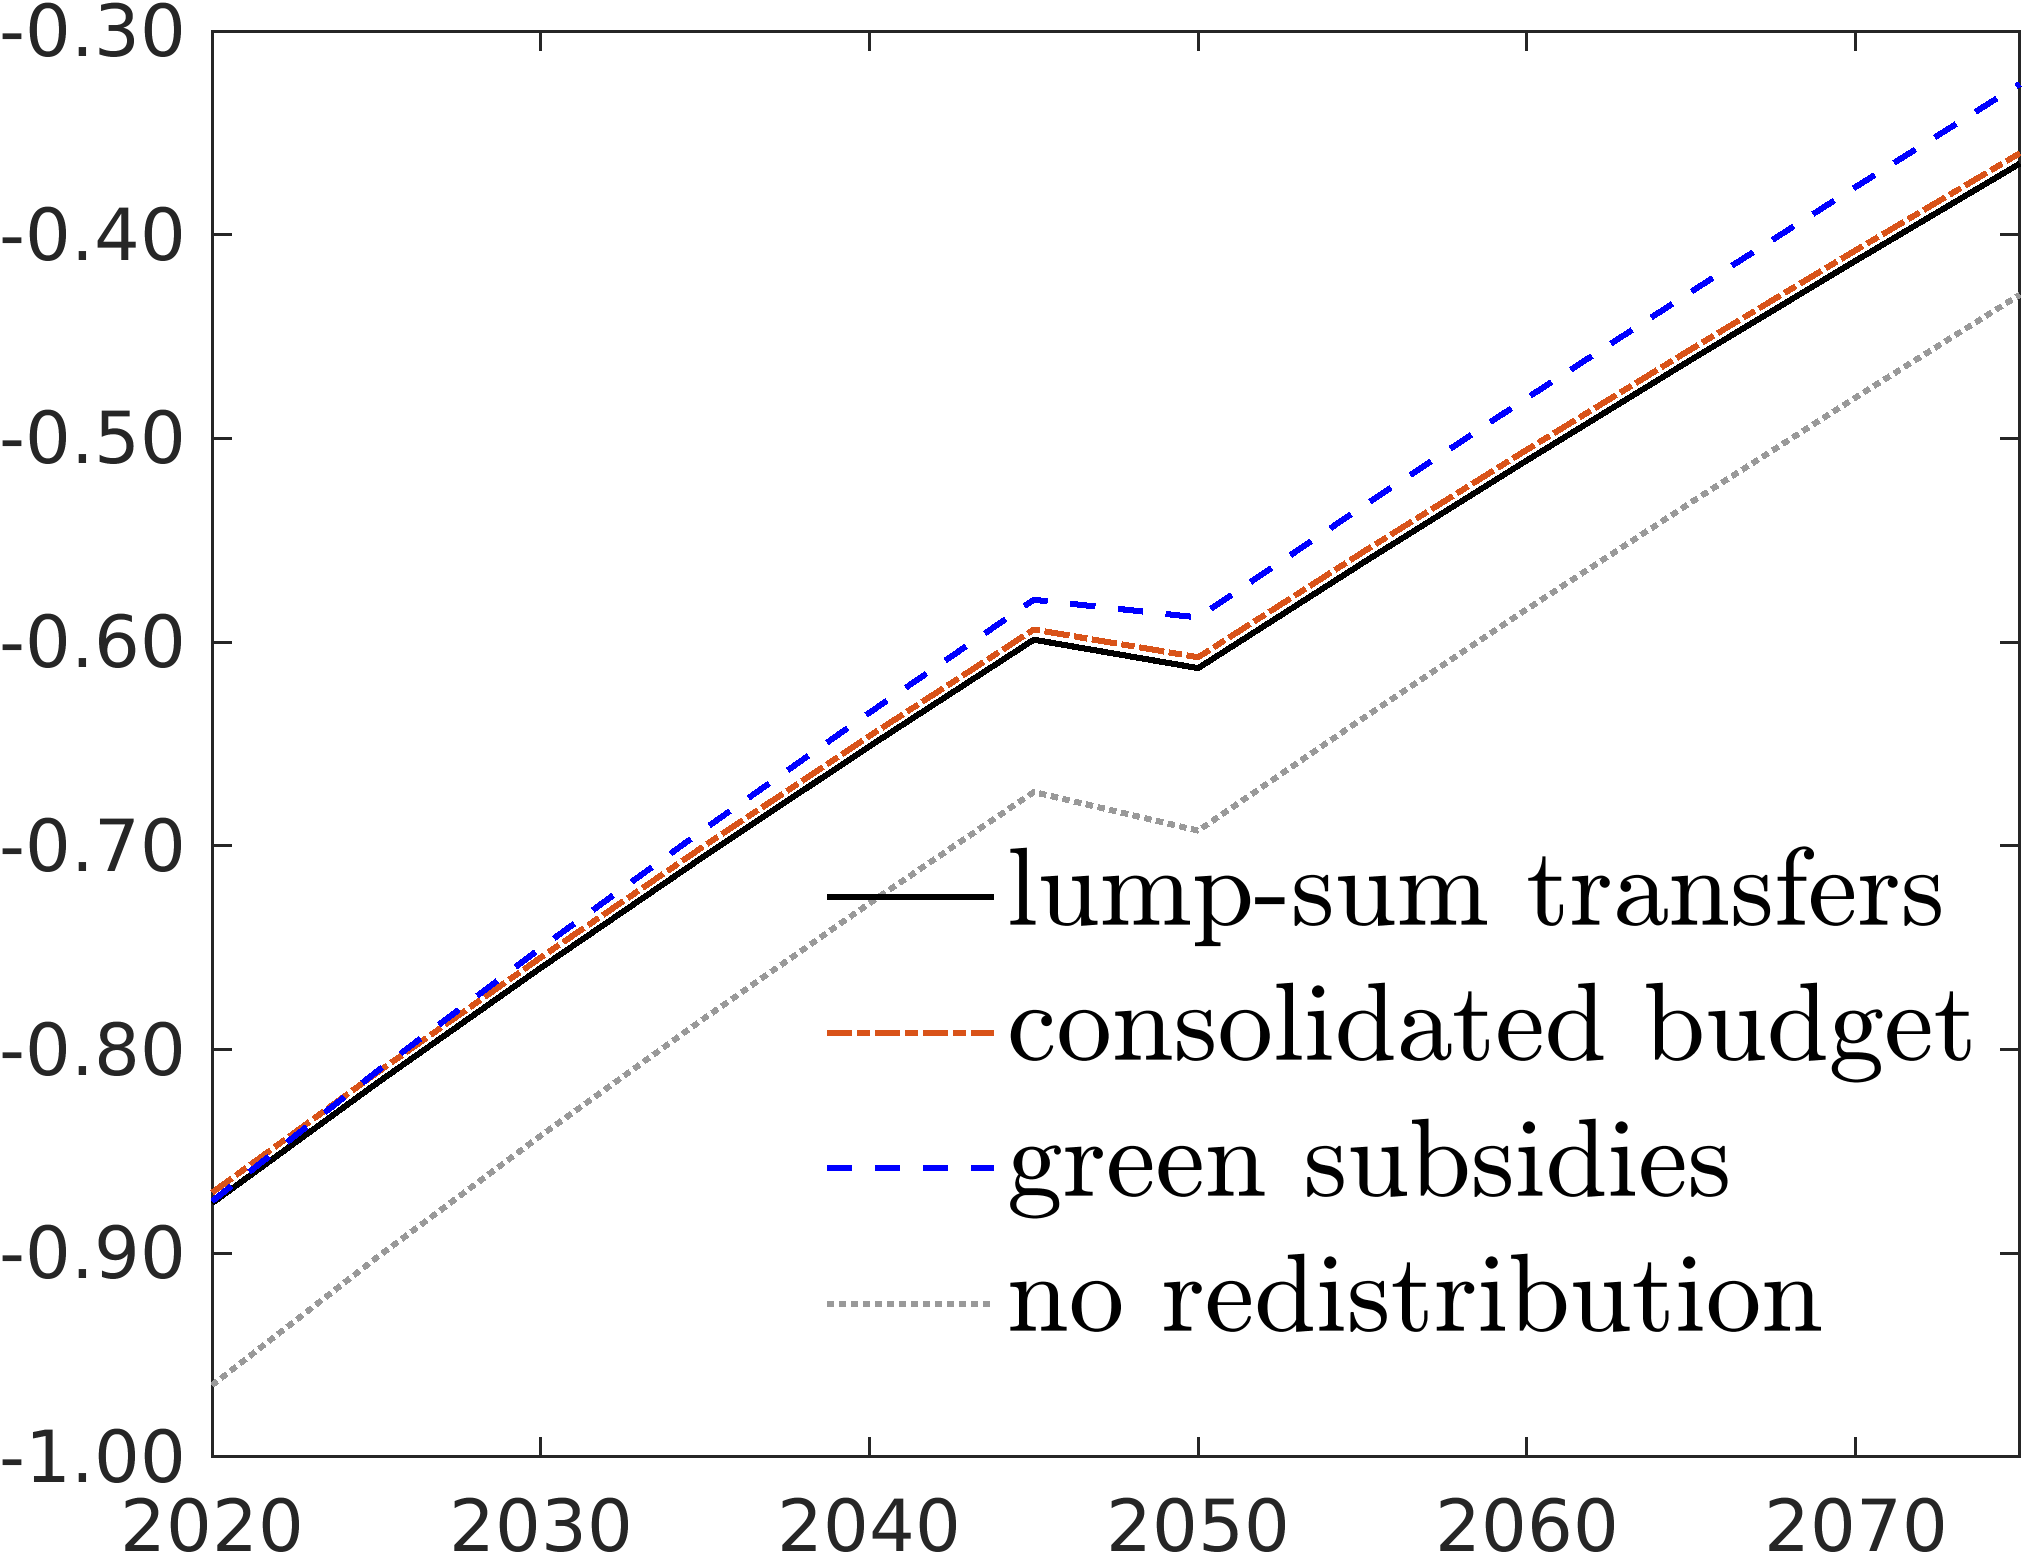 -0.30
-0.40
-0.50
-0.60
-0.70
-0.80
-0.90
-1.00
lump-sum transfers
consolidated budget
green subsidies
no redistribution
2020 2030 2040 2050 2060 2070